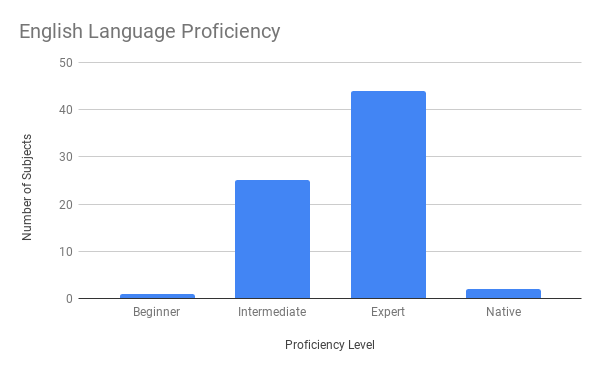 English Language Proficiency
50
40
30
20
10
0
Number of Subjects
Beginner Intermediate Expert Native
Proficiency Level